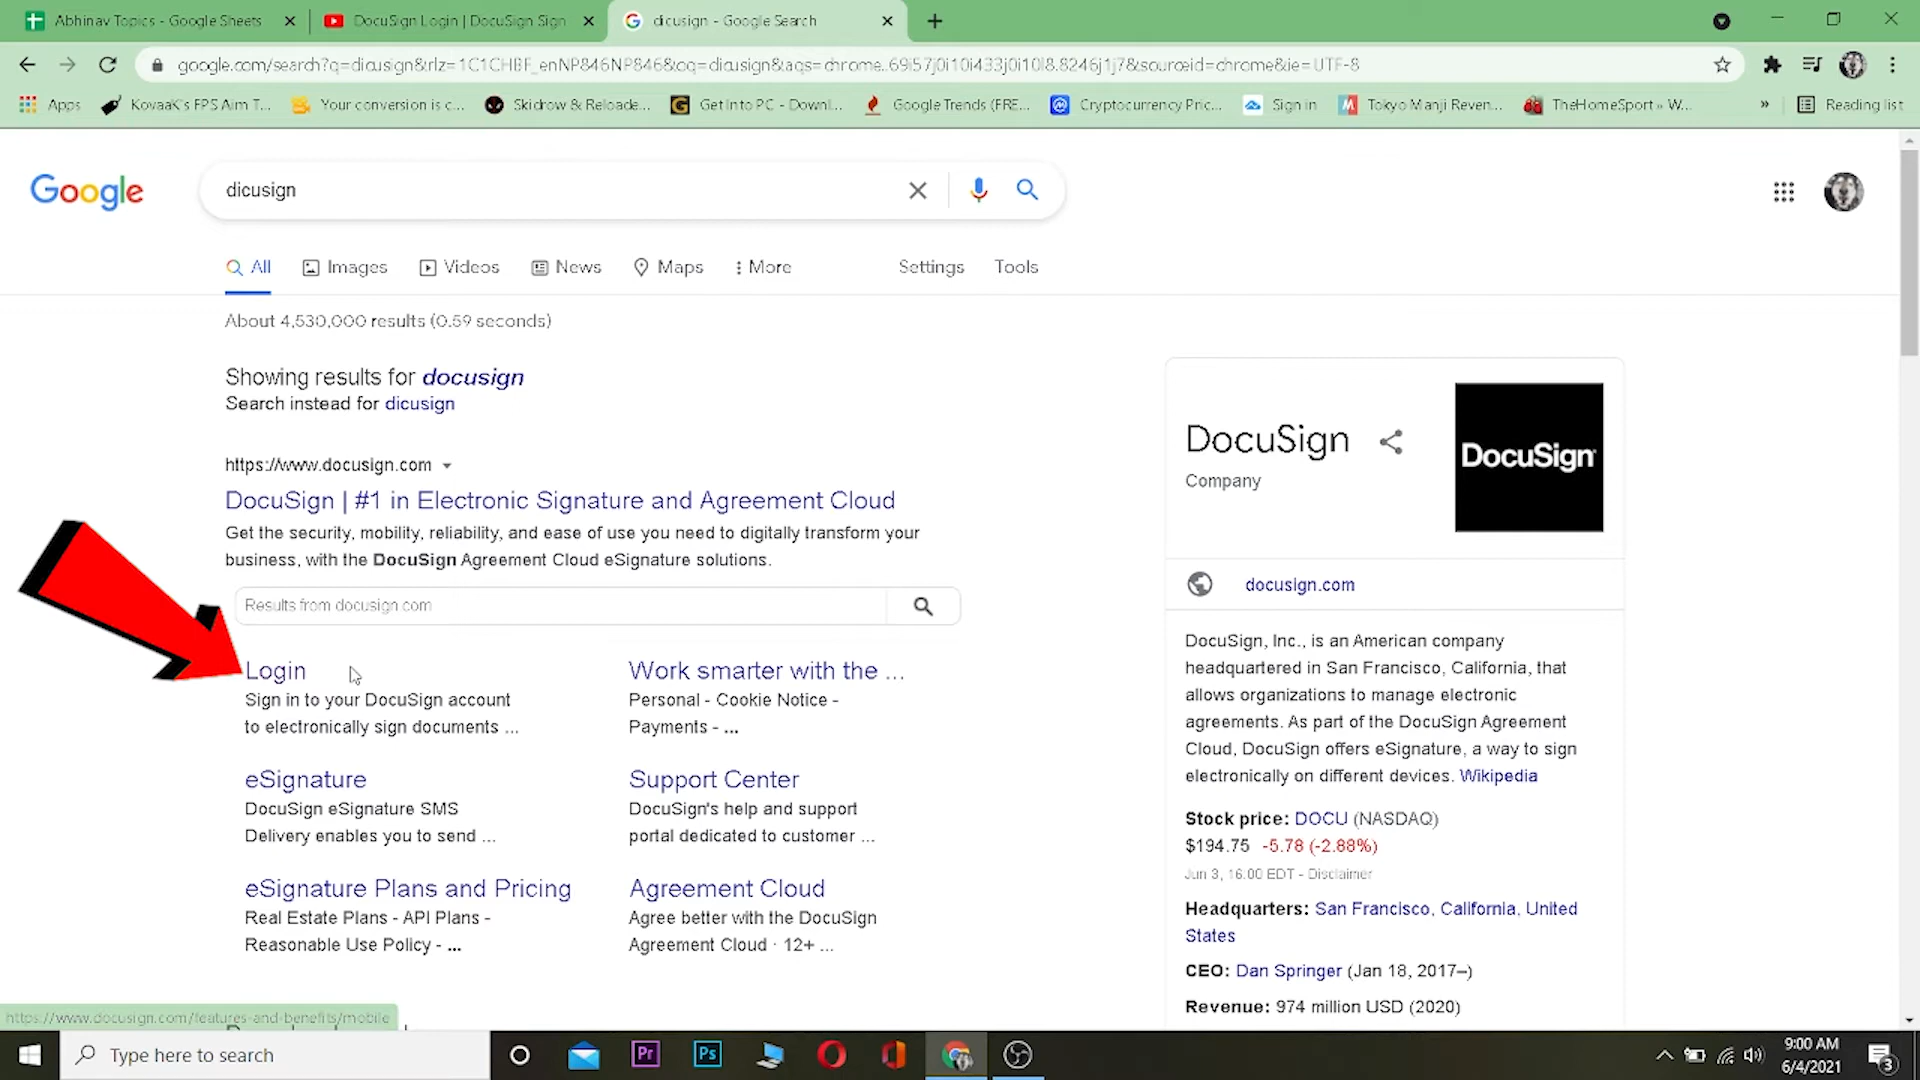 Abhinav Topics - Google Sheets
DocuSign Login | DocuSign Sign
dicusign - Google Search
google.com/search?q=dicusign&rlz=1C1CHBF_enNP846NP846&oq=dicusign&aqs=chrome..69i57j0i10i433j0i10l8.8246j1j7&sourceid=chrome&ie=UTF-8
Apps
KovaaK's FPS Aim T...
Your conversion is c...
Skidrow & Reloade...
Get Into PC - Downl...
Google Trends (FRE...
Cryptocurrency Pric...
Sign in
Tokyo Manji Reven...
TheHomeSport » W...
»
Reading list
Google
dicusign
All
Images
Videos
News
Maps
More
Settings
Tools
About 4,530,000 results (0.59 seconds)
Showing results for docusign
Search instead for dicusign
https://www.docusign.com
DocuSign | #1 in Electronic Signature and Agreement Cloud
Get the security, mobility, reliability, and ease of use you need to digitally transform your
business, with the DocuSign Agreement Cloud eSignature solutions.
Results from docusign.com
Login
Sign in to your DocuSign account
to electronically sign documents ...
Work smarter with the ...
Personal - Cookie Notice -
Payments - ...
eSignature
DocuSign eSignature SMS
Delivery enables you to send ...
Support Center
DocuSign's help and support
portal dedicated to customer ...
eSignature Plans and Pricing
Real Estate Plans - API Plans -
Reasonable Use Policy - ...
Agreement Cloud
Agree better with the DocuSign
Agreement Cloud · 12+ ...
DocuSign
Company
DocuSign
docusign.com
DocuSign, Inc., is an American company
headquartered in San Francisco, California, that
allows organizations to manage electronic
agreements. As part of the DocuSign Agreement
Cloud, DocuSign offers eSignature, a way to sign
electronically on different devices. Wikipedia
Stock price: DOCU (NASDAQ)
$194.75 -5.78 (-2.88%)
Jun 3, 16:00 EDT - Disclaimer
Headquarters: San Francisco, California, United
States
CEO: Dan Springer (Jan 18, 2017–)
Revenue: 974 million USD (2020)
https://www.docusign.com/features-and-benefits/mobile
Type here to search
Pr
Ps
9:00 AM
6/4/2021
3